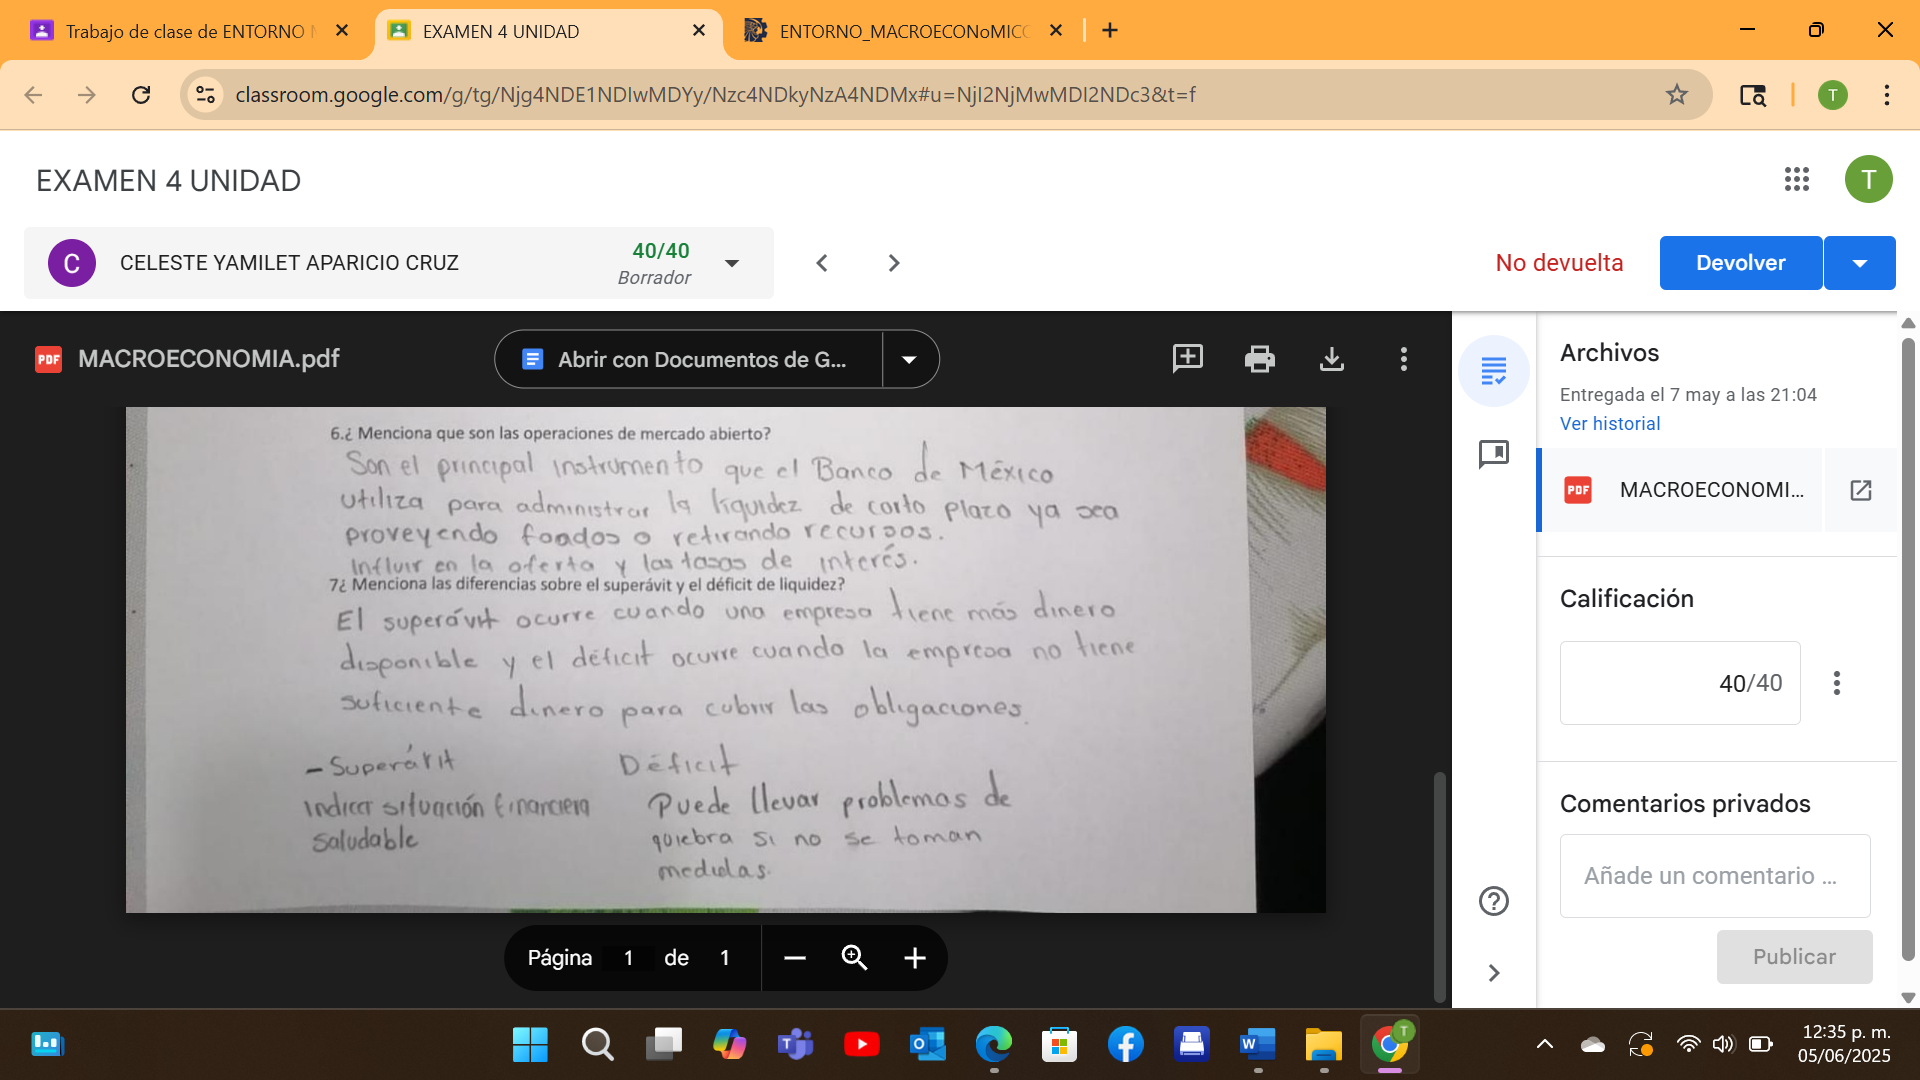 Trabajo de clase de ENTORNO M
EXAMEN 4 UNIDAD
ENTORNO_MACROECONoMICO
classroom.google.com/g/tg/Njg4NDE1NDIwMDYy/Nzc4NDkyNzA4NDMx#u=NjI2NjMwMDI2NDc3&t=f
T
EXAMEN 4 UNIDAD
T
C
CELESTE YAMILET APARICIO CRUZ
40/40
Borrador
No devuelta
Devolver
PDF
MACROECONOMIA.pdf
Abrir con Documentos de G...
6.¿ Menciona que son las operaciones de mercado abierto?
Son el principal instrumento que el Banco de México
utiliza para administrar la liquidez de corto plazo ya sea
proveyendo fondos o retirando recursos.
Influir en la oferta y las tasas de interés.
7¿ Menciona las diferencias sobre el superávit y el déficit de liquidez?
El superávit ocurre cuando una empresa tiene más dinero
disponible y el déficit ocurre cuando la empresa no tiene
suficiente dinero para cubrir las obligaciones.
- Superávit Déficit
Indica situación financiera Puede llevar problemas de
saludable quiebra si no se toman
medidas.
Página 1 de 1
Archivos
Entregada el 7 may a las 21:04
Ver historial
PDF
MACROECONOMI...
Calificación
40/40
Comentarios privados
Añade un comentario ...
Publicar
12:35 p. m.
05/06/2025